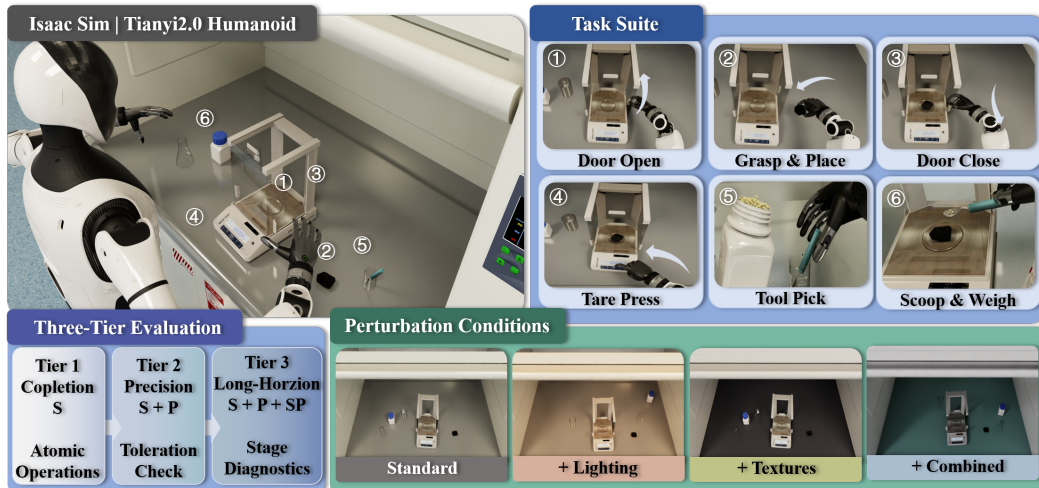 Isaac Sim | Tianyi2.0 Humanoid
⑥
①
③
④
②
⑤
Task Suite
①
②
③
Door Open
Grasp & Place
Door Close
④
⑤
⑥
Tare Press
Tool Pick
Scoop & Weigh
Three-Tier Evaluation
Tier 1
Copletion
S
Atomic
Operations
Tier 2
Precision
S + P
Toleration
Check
Tier 3
Long-Horzion
S + P + SP
Stage
Diagnostics
Perturbation Conditions
Standard
+ Lighting
+ Textures
+ Combined